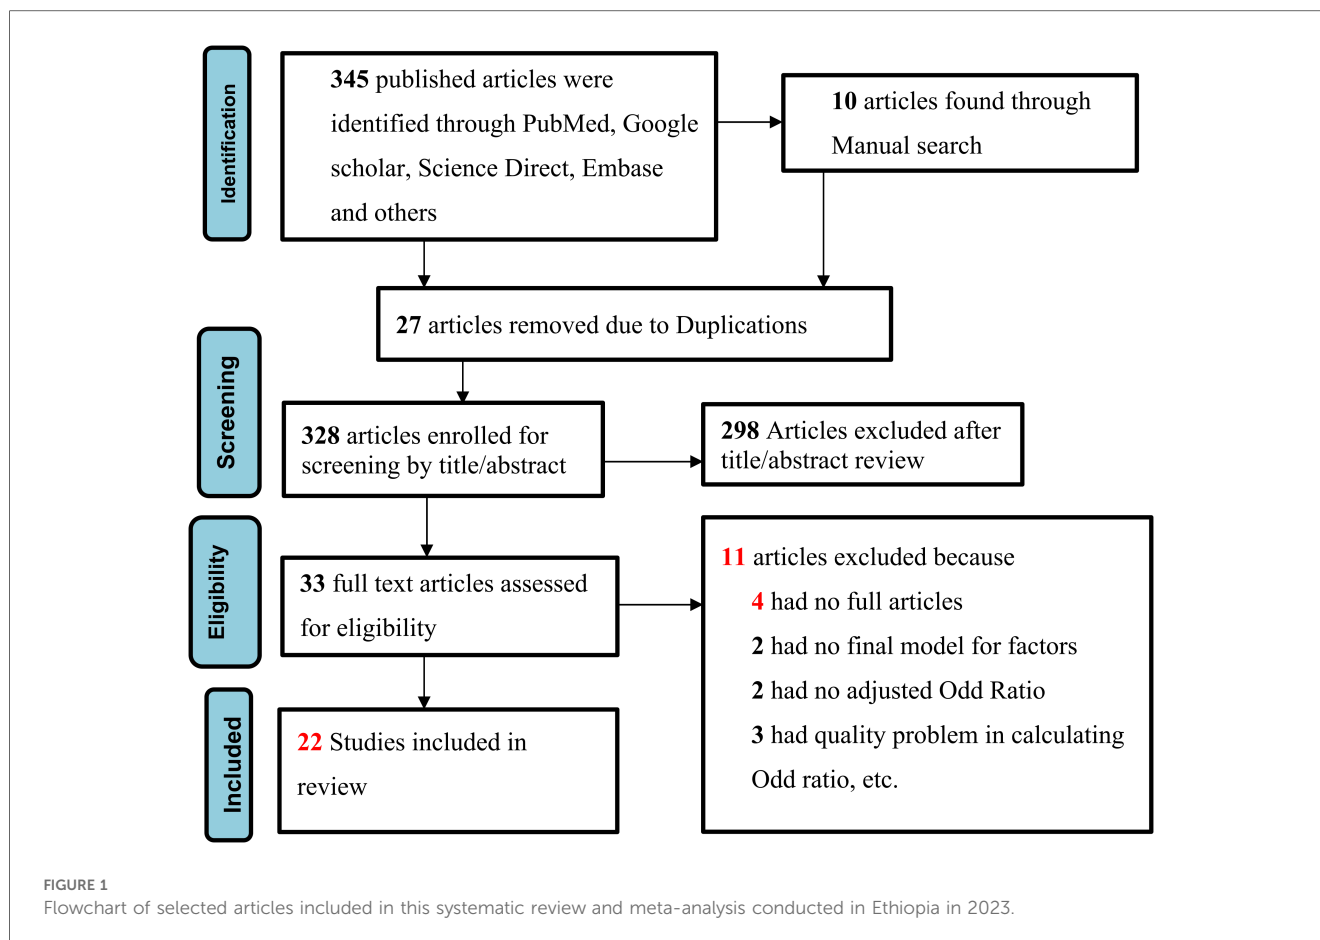 Identification
345 published articles were
identified through PubMed, Google
scholar, Science Direct, Embase
and others
10 articles found through
Manual search
27 articles removed due to Duplications
Screening
328 articles enrolled for
screening by title/abstract
298 Articles excluded after
title/abstract review
Eligibility
33 full text articles assessed
for eligibility
11 articles excluded because
4 had no full articles
2 had no final model for factors
2 had no adjusted Odd Ratio
3 had quality problem in calculating
Odd ratio, etc.
Included
22 Studies included in
review
FIGURE 1
Flowchart of selected articles included in this systematic review and meta-analysis conducted in Ethiopia in 2023.